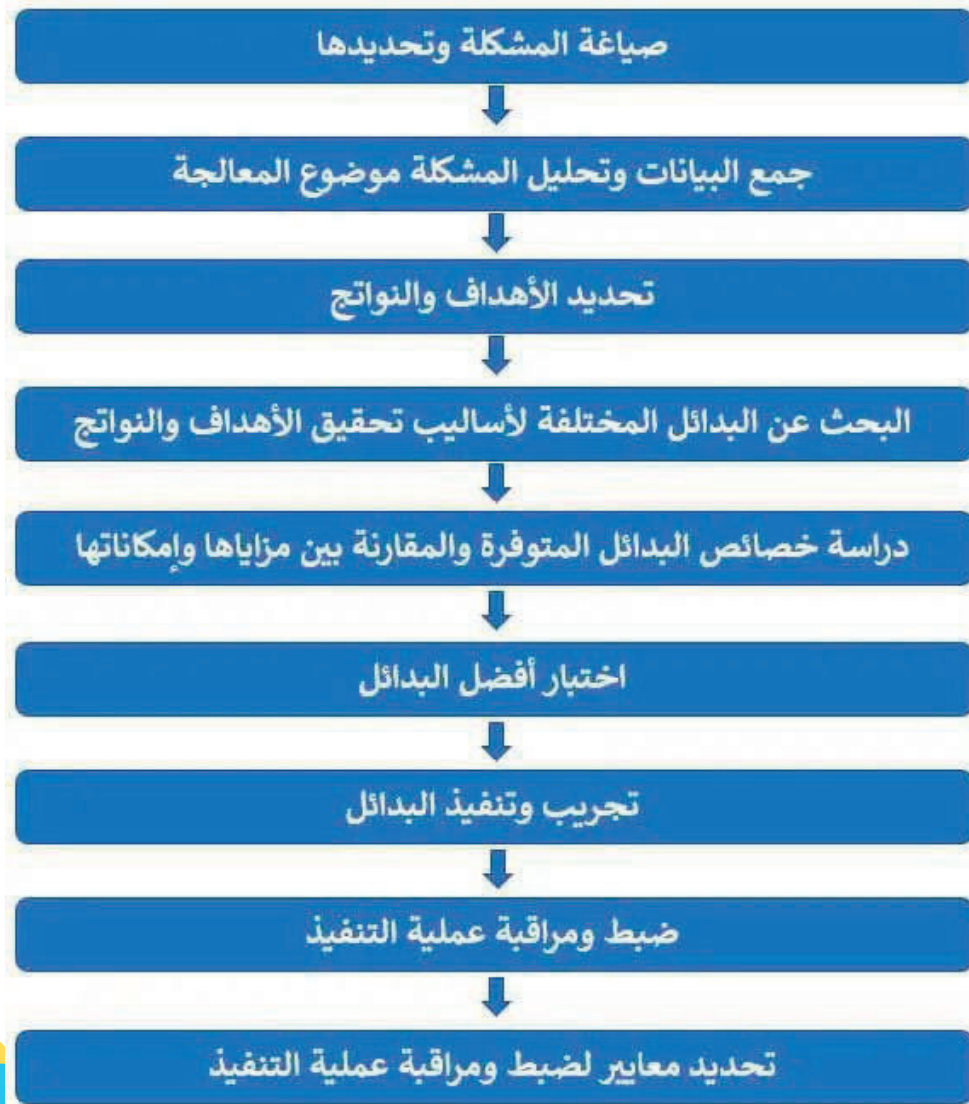 صياغة المشكلة وتحديدها
جمع البيانات وتحليل المشكلة موضوع المعالجة
تحديد الأهداف والنواتج
البحث عن البدائل المختلفة لأساليب تحقيق الأهداف والنواتج
دراسة خصائص البدائل المتوفرة والمقارنة بين مزاياها وإمكاناتها
اختبار أفضل البدائل
تجريب وتنفيذ البدائل
ضبط ومراقبة عملية التنفيذ
تحديد معايير لضبط ومراقبة عملية التنفيذ